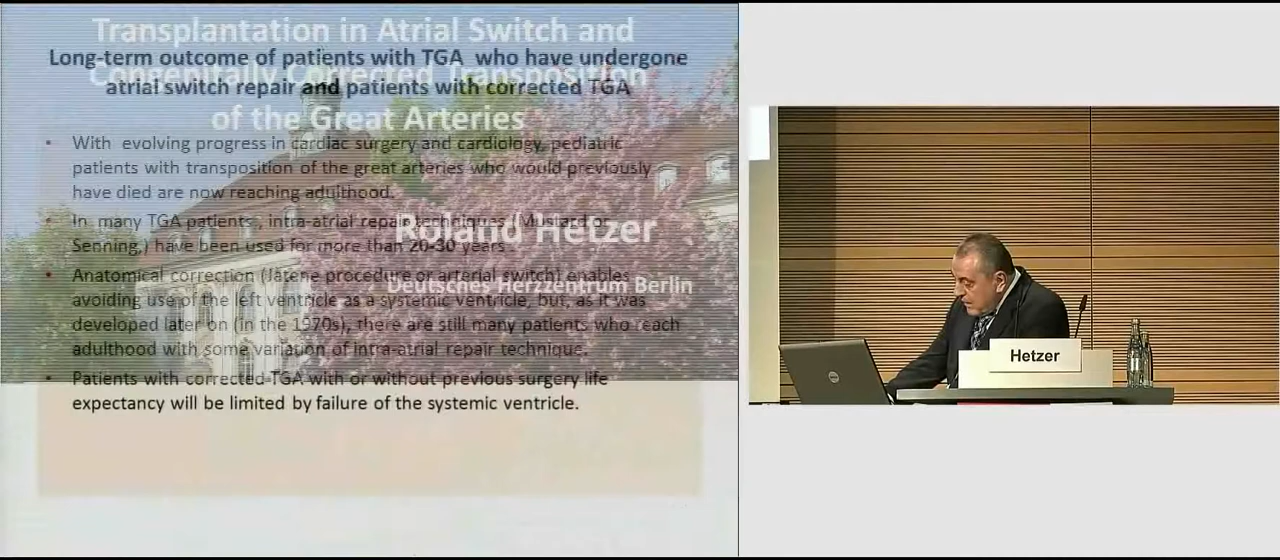 Transplantation in Atrial Switch and
Congenitally Corrected Transposition
of the Great Arteries
Roland Hetzer
Deutsches Herzzentrum Berlin
Long-term outcome of patients with TGA who have undergone
atrial switch repair and patients with corrected TGA
• With evolving progress in cardiac surgery and cardiology, pediatric
patients with transposition of the great arteries who would previously
have died are now reaching adulthood.
• In many TGA patients, intra-atrial repair techniques (Mustard or
Senning,) have been used for more than 20-30 years.
• Anatomical correction (Jatene procedure or arterial switch) enables
avoiding use of the left ventricle as a systemic ventricle, but, as it was
developed later on (in the 1970s), there are still many patients who reach
adulthood with some variation of intra-atrial repair technique.
• Patients with corrected TGA with or without previous surgery life
expectancy will be limited by failure of the systemic ventricle.
Hetzer